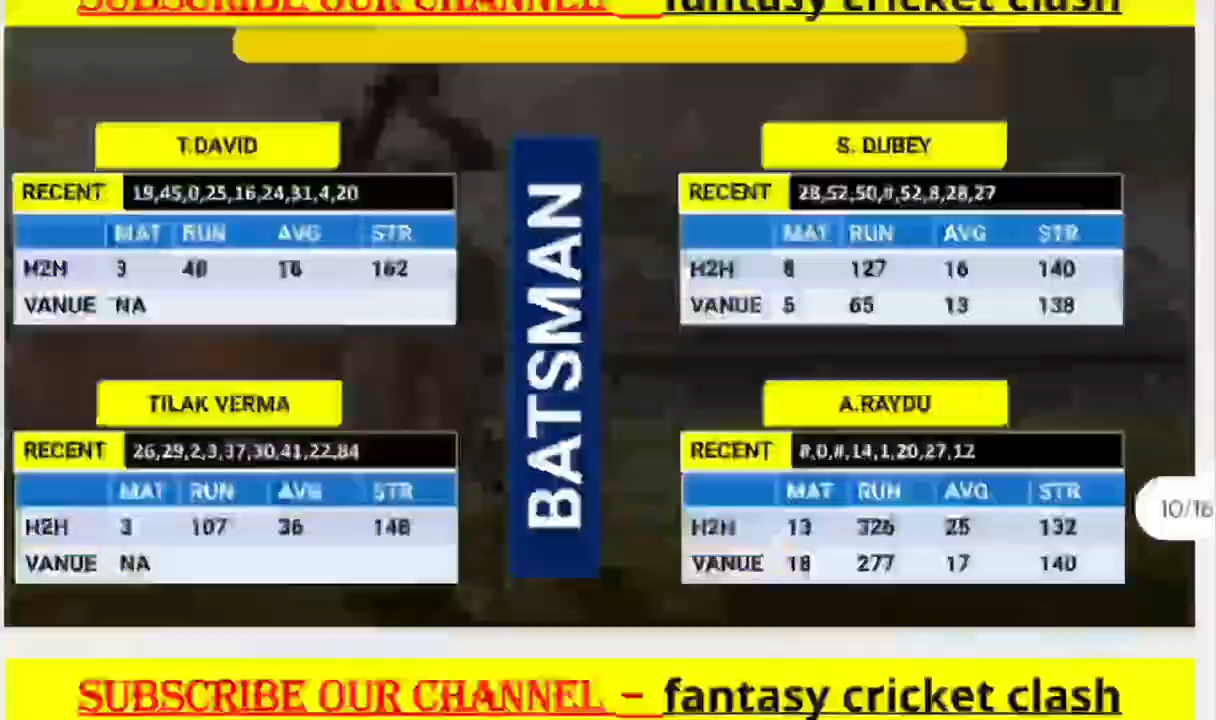 SUBSCRIBE OUR CHANNEL – fantasy cricket clash
T.DAVID
RECENT 19,45,0,25,16,24,31,4,20
MAT RUN AVG STR
H2H 3 48 16 162
VANUE NA
TILAK VERMA
RECENT 26,29,2,3,37,30,41,22,84
MAT RUN AVG STR
H2H 3 107 36 148
VANUE NA
BATSMAN
S. DUBEY
RECENT 28,52,50,#,52,8,28,27
MAT RUN AVG STR
H2H 8 127 16 140
VANUE 5 65 13 138
A.RAYDU
RECENT #,0,#,14,1,20,27,12
MAT RUN AVG STR
H2H 13 326 25 132
VANUE 18 277 17 140
10/16
SUBSCRIBE OUR CHANNEL – fantasy cricket clash